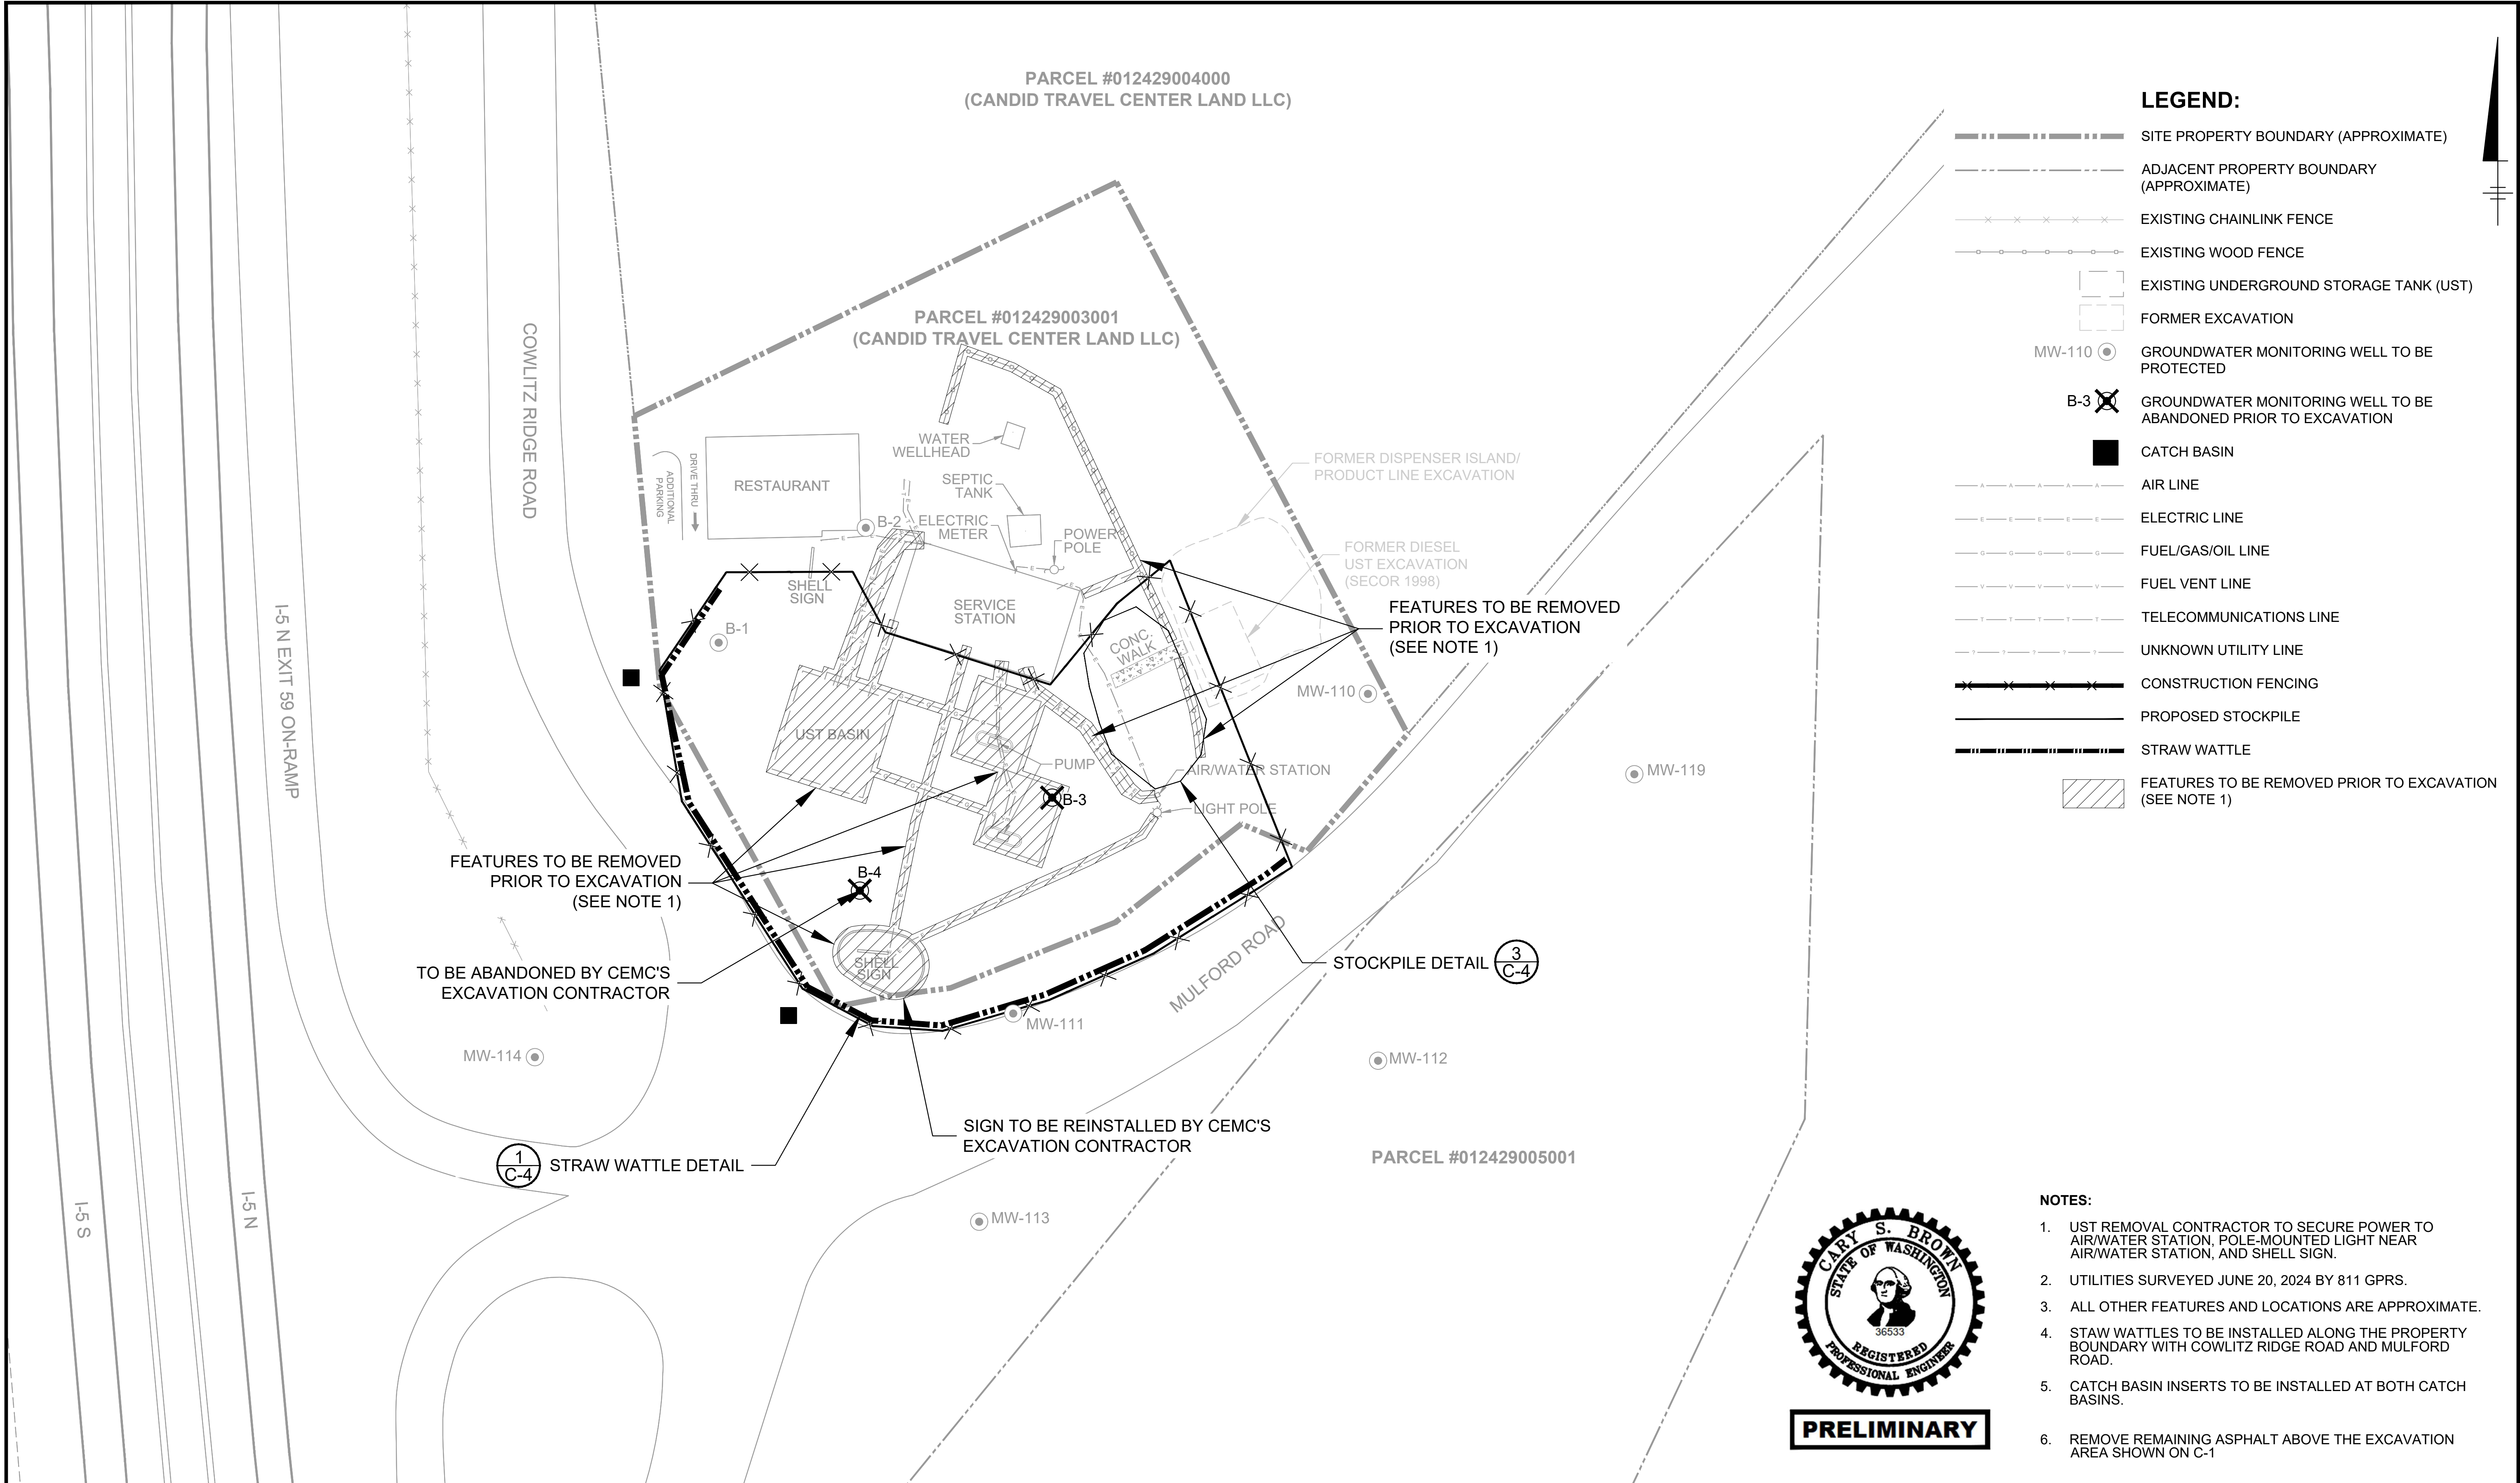 PARCEL #012429004000
(CANDID TRAVEL CENTER LAND LLC)
PARCEL #012429003001
(CANDID TRAVEL CENTER LAND LLC)
COWLITZ RIDGE ROAD
I-5 N EXIT 59 ON-RAMP
I-5 S
I-5 N
ADDITIONAL
PARKING
DRIVE THRU
RESTAURANT
WATER
WELLHEAD
SEPTIC
TANK
B-2
ELECTRIC
METER
POWER
POLE
FORMER DISPENSER ISLAND/
PRODUCT LINE EXCAVATION
FORMER DIESEL
UST EXCAVATION
(SECOR 1998)
SHELL
SIGN
SERVICE
STATION
B-1
CONC.
WALK
FEATURES TO BE REMOVED
PRIOR TO EXCAVATION
(SEE NOTE 1)
MW-110
UST BASIN
PUMP
AIR/WATER STATION
MW-119
B-3
LIGHT POLE
FEATURES TO BE REMOVED
PRIOR TO EXCAVATION
(SEE NOTE 1)
B-4
TO BE ABANDONED BY CEMC'S
EXCAVATION CONTRACTOR
SHELL
SIGN
MULFORD ROAD
STOCKPILE DETAIL
3
C-4
MW-111
MW-114
MW-112
SIGN TO BE REINSTALLED BY CEMC'S
EXCAVATION CONTRACTOR
1
C-4
STRAW WATTLE DETAIL
PARCEL #012429005001
MW-113
LEGEND:
SITE PROPERTY BOUNDARY (APPROXIMATE)
ADJACENT PROPERTY BOUNDARY
(APPROXIMATE)
EXISTING CHAINLINK FENCE
EXISTING WOOD FENCE
EXISTING UNDERGROUND STORAGE TANK (UST)
FORMER EXCAVATION
MW-110 GROUNDWATER MONITORING WELL TO BE
PROTECTED
B-3 GROUNDWATER MONITORING WELL TO BE
ABANDONED PRIOR TO EXCAVATION
CATCH BASIN
A A A A A AIR LINE
E E E E E ELECTRIC LINE
G G G G G FUEL/GAS/OIL LINE
V V V V V FUEL VENT LINE
T T T T T TELECOMMUNICATIONS LINE
? ? ? ? ? UNKNOWN UTILITY LINE
CONSTRUCTION FENCING
PROPOSED STOCKPILE
STRAW WATTLE
FEATURES TO BE REMOVED PRIOR TO EXCAVATION
(SEE NOTE 1)
CARY S. BROWN
STATE OF WASHINGTON
36533
REGISTERED
PROFESSIONAL ENGINEER
PRELIMINARY
NOTES:
1. UST REMOVAL CONTRACTOR TO SECURE POWER TO
AIR/WATER STATION, POLE-MOUNTED LIGHT NEAR
AIR/WATER STATION, AND SHELL SIGN.
2. UTILITIES SURVEYED JUNE 20, 2024 BY 811 GPRS.
3. ALL OTHER FEATURES AND LOCATIONS ARE APPROXIMATE.
4. STAW WATTLES TO BE INSTALLED ALONG THE PROPERTY
BOUNDARY WITH COWLITZ RIDGE ROAD AND MULFORD
ROAD.
5. CATCH BASIN INSERTS TO BE INSTALLED AT BOTH CATCH
BASINS.
6. REMOVE REMAINING ASPHALT ABOVE THE EXCAVATION
AREA SHOWN ON C-1